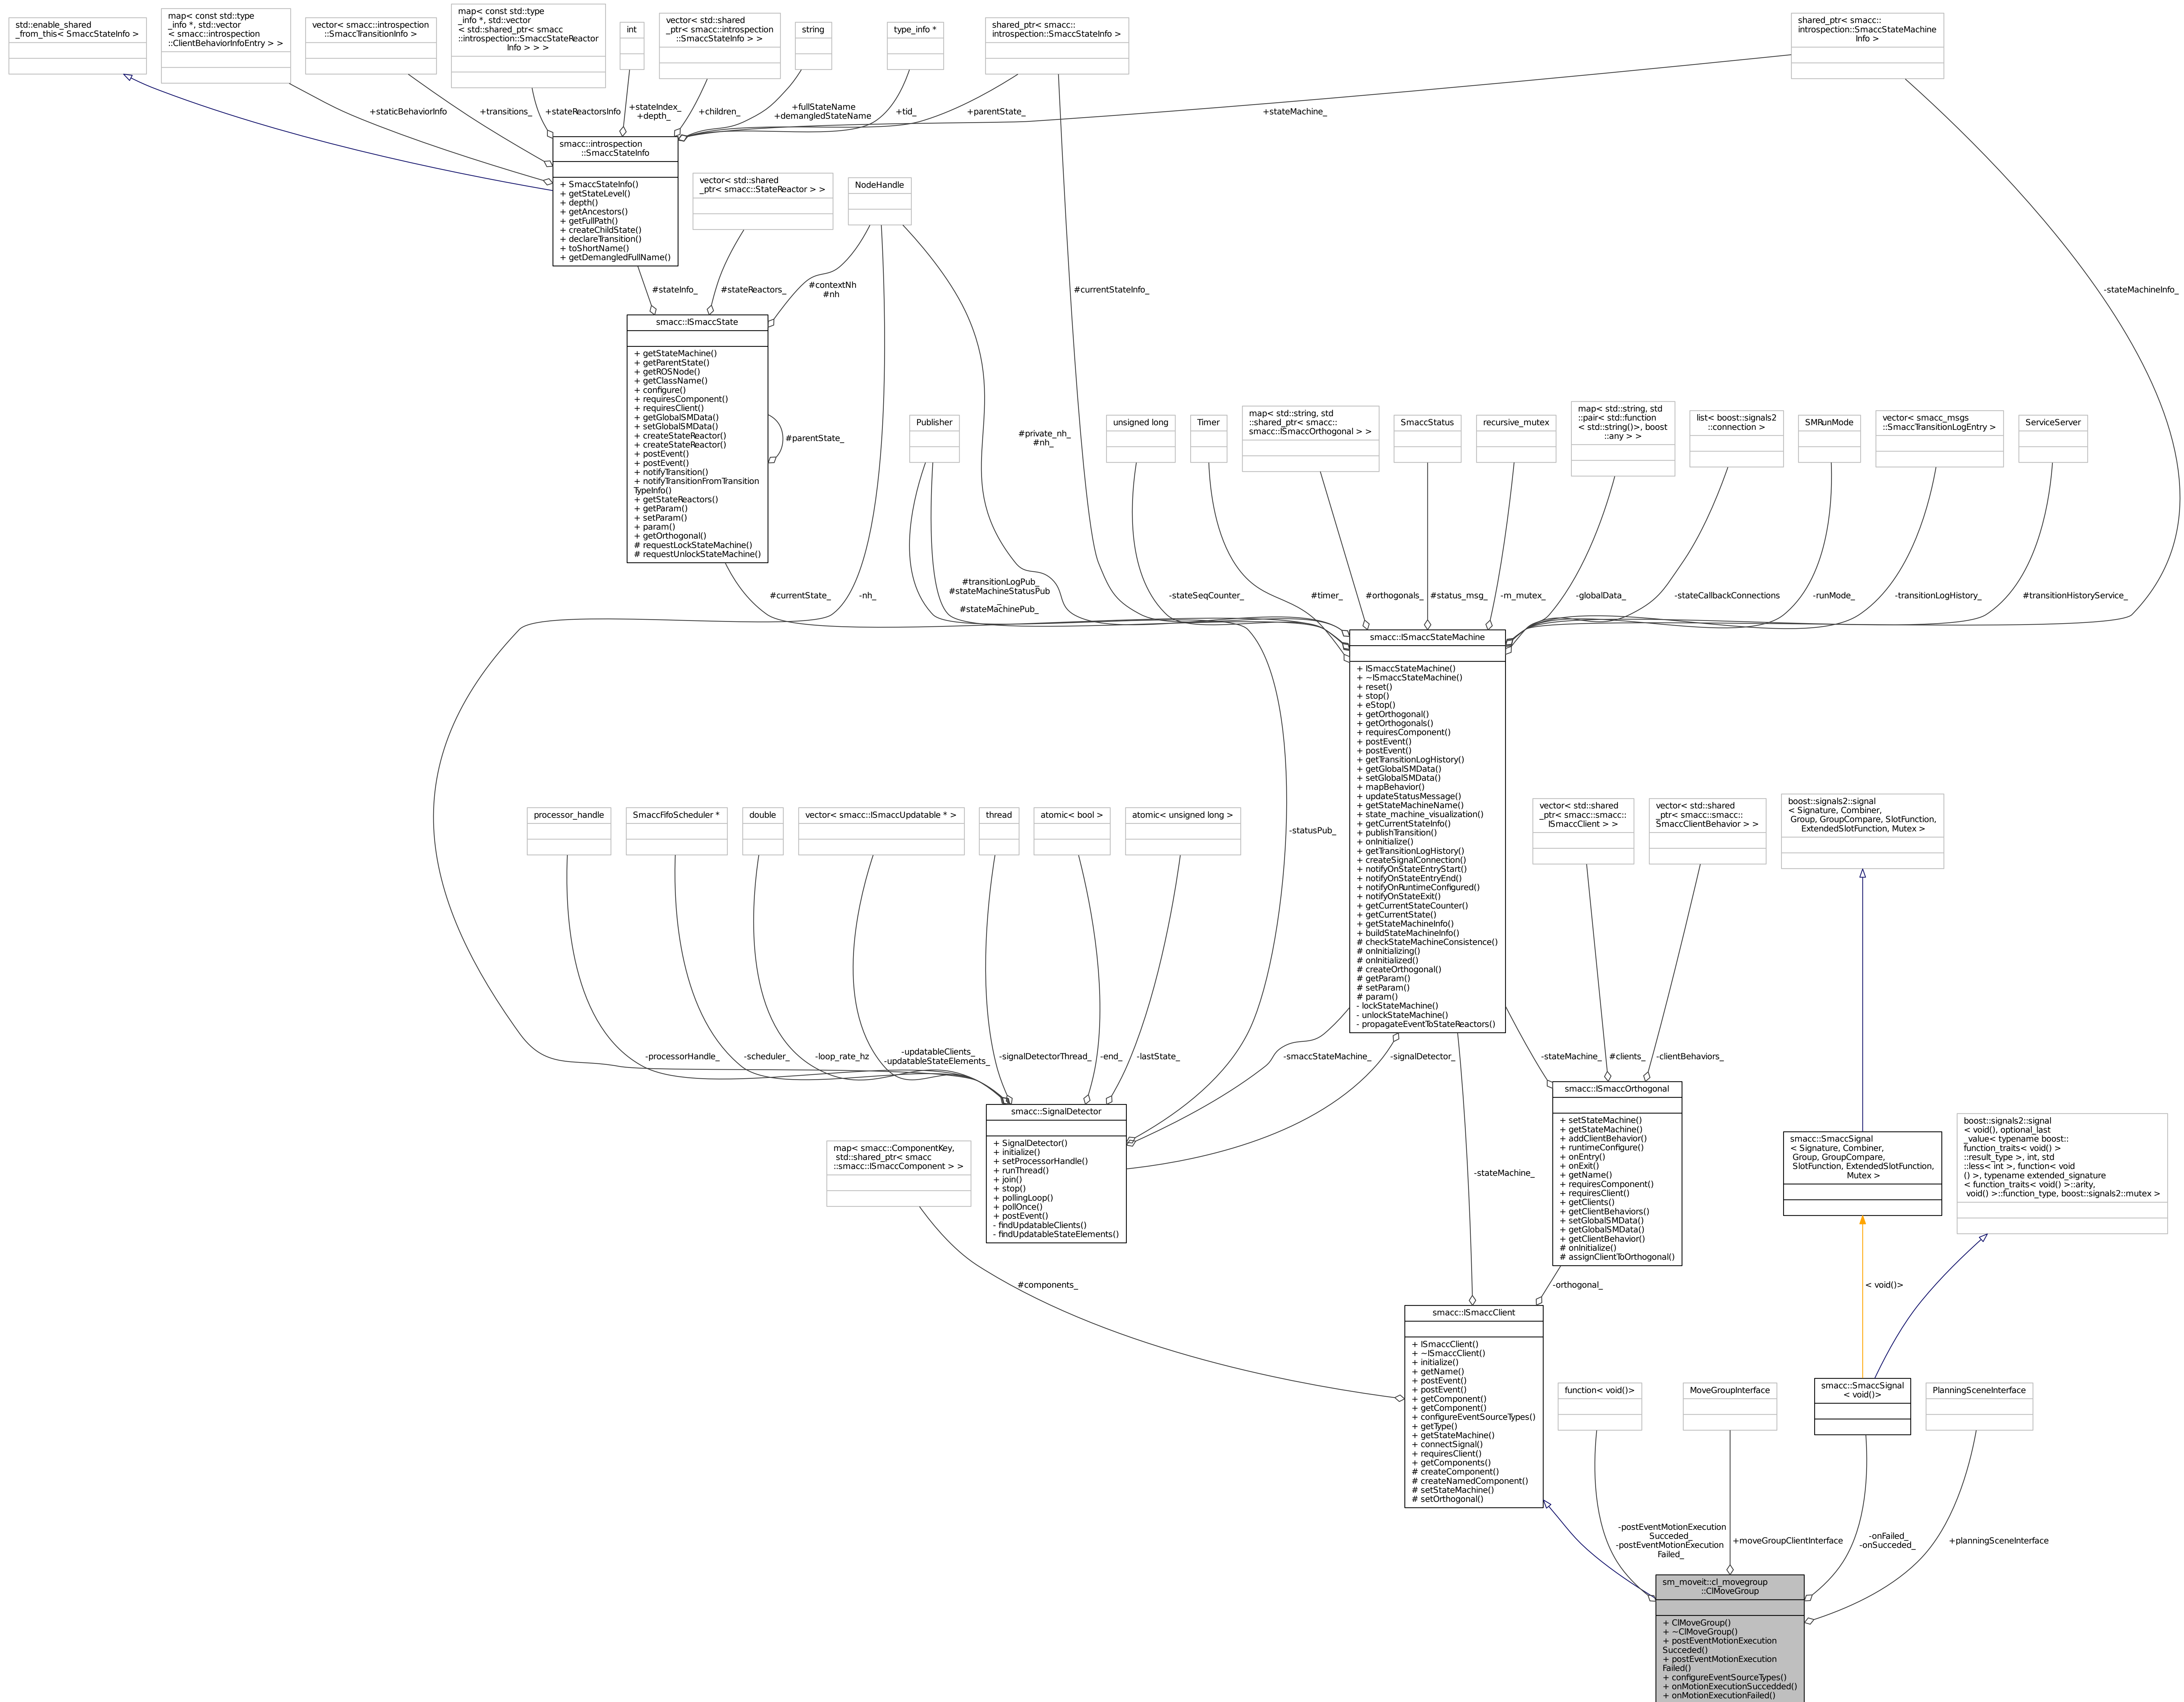 std::enable_shared
_from_this< SmaccStateInfo >
map< const std::type
_info *, std::vector
< smacc::introspection
::ClientBehaviorInfoEntry > >
vector< smacc::introspection
::SmaccTransitionInfo >
map< const std::type
_info *, std::vector
< std::shared_ptr< smacc
::introspection::SmaccStateReactor
Info > > >
int
vector< std::shared
_ptr< smacc::introspection
::SmaccStateInfo > >
string
type_info *
shared_ptr< smacc::
introspection::SmaccStateInfo >
shared_ptr< smacc::
introspection::SmaccStateMachine
Info >
+staticBehaviorInfo
+transitions_
+stateReactorsInfo
+stateIndex_
+depth_
+children_
+fullStateName
+demangledStateName
+tid_
+parentState_
+stateMachine_
smacc::introspection
::SmaccStateInfo
+ SmaccStateInfo()
+ getStateLevel()
+ depth()
+ getAncestors()
+ getFullPath()
+ createChildState()
+ declareTransition()
+ toShortName()
+ getDemangledFullName()
vector< std::shared
_ptr< smacc::StateReactor > >
NodeHandle
#stateInfo_
#stateReactors_
#contextNh
#nh
#currentStateInfo_
-stateMachineInfo_
smacc::ISmaccState
+ getStateMachine()
+ getParentState()
+ getROSNode()
+ getClassName()
+ configure()
+ requiresComponent()
+ requiresClient()
+ getGlobalSMData()
+ setGlobalSMData()
+ createStateReactor()
+ createStateReactor()
+ postEvent()
+ postEvent()
+ notifyTransition()
+ notifyTransitionFromTransition
TypeInfo()
+ getStateReactors()
+ getParam()
+ setParam()
+ param()
+ getOrthogonal()
# requestLockStateMachine()
# requestUnlockStateMachine()
#parentState_
Publisher
#private_nh_
#nh_
unsigned long
Timer
map< std::string, std
::shared_ptr< smacc::
smacc::ISmaccOrthogonal > >
SmaccStatus
recursive_mutex
map< std::string, std
::pair< std::function
< std::string()>, boost
::any > >
list< boost::signals2
::connection >
SMRunMode
vector< smacc_msgs
::SmaccTransitionLogEntry >
ServiceServer
#currentState_
-nh_
#transitionLogPub_
#stateMachineStatusPub
_
#stateMachinePub_
-stateSeqCounter_
#timer_
#orthogonals_
#status_msg_
-m_mutex_
-globalData_
-stateCallbackConnections
-runMode_
-transitionLogHistory_
#transitionHistoryService_
smacc::ISmaccStateMachine
+ ISmaccStateMachine()
+ ~ISmaccStateMachine()
+ reset()
+ stop()
+ eStop()
+ getOrthogonal()
+ getOrthogonals()
+ requiresComponent()
+ postEvent()
+ postEvent()
+ getTransitionLogHistory()
+ getGlobalSMData()
+ setGlobalSMData()
+ mapBehavior()
+ updateStatusMessage()
+ getStateMachineName()
+ state_machine_visualization()
+ getCurrentStateInfo()
+ publishTransition()
+ onInitialize()
+ getTransitionLogHistory()
+ createSignalConnection()
+ notifyOnStateEntryStart()
+ notifyOnStateEntryEnd()
+ notifyOnRuntimeConfigured()
+ notifyOnStateExit()
+ getCurrentStateCounter()
+ getCurrentState()
+ getStateMachineInfo()
+ buildStateMachineInfo()
# checkStateMachineConsistence()
# onInitializing()
# onInitialized()
# createOrthogonal()
# getParam()
# setParam()
# param()
- lockStateMachine()
- unlockStateMachine()
- propagateEventToStateReactors()
processor_handle
SmaccFifoScheduler *
double
vector< smacc::ISmaccUpdatable * >
thread
atomic< bool >
atomic< unsigned long >
-statusPub_
vector< std::shared
_ptr< smacc::smacc::
ISmaccClient > >
vector< std::shared
_ptr< smacc::smacc::
SmaccClientBehavior > >
boost::signals2::signal
< Signature, Combiner,
Group, GroupCompare, SlotFunction,
ExtendedSlotFunction, Mutex >
-processorHandle_
-scheduler_
-loop_rate_hz
-updatableClients_
-updatableStateElements_
-signalDetectorThread_
-end_
-lastState_
-smaccStateMachine_
-signalDetector_
-stateMachine_
#clients_
-clientBehaviors_
smacc::SignalDetector
+ SignalDetector()
+ initialize()
+ setProcessorHandle()
+ runThread()
+ join()
+ stop()
+ pollingLoop()
+ pollOnce()
+ postEvent()
- findUpdatableClients()
- findUpdatableStateElements()
map< smacc::ComponentKey,
std::shared_ptr< smacc
::smacc::ISmaccComponent > >
smacc::ISmaccOrthogonal
+ setStateMachine()
+ getStateMachine()
+ addClientBehavior()
+ runtimeConfigure()
+ onEntry()
+ onExit()
+ getName()
+ requiresComponent()
+ requiresClient()
+ getClients()
+ getClientBehaviors()
+ setGlobalSMData()
+ getGlobalSMData()
+ getClientBehavior()
# onInitialize()
# assignClientToOrthogonal()
smacc::SmaccSignal
< Signature, Combiner,
Group, GroupCompare,
SlotFunction, ExtendedSlotFunction,
Mutex >
boost::signals2::signal
< void(), optional_last
_value< typename boost::
function_traits< void() >
::result_type >, int, std
::less< int >, function< void
() >, typename extended_signature
< function_traits< void() >::arity,
void() >::function_type, boost::signals2::mutex >
-stateMachine_
#components_
-orthogonal_
< void()>
smacc::ISmaccClient
+ ISmaccClient()
+ ~ISmaccClient()
+ initialize()
+ getName()
+ postEvent()
+ postEvent()
+ getComponent()
+ getComponent()
+ configureEventSourceTypes()
+ getType()
+ getStateMachine()
+ connectSignal()
+ requiresClient()
+ getComponents()
# createComponent()
# createNamedComponent()
# setStateMachine()
# setOrthogonal()
function< void()>
MoveGroupInterface
smacc::SmaccSignal
< void()>
PlanningSceneInterface
-postEventMotionExecution
Succeded_
-postEventMotionExecution
Failed_
+moveGroupClientInterface
-onFailed_
-onSucceded_
+planningSceneInterface
sm_moveit::cl_movegroup
::ClMoveGroup
+ ClMoveGroup()
+ ~ClMoveGroup()
+ postEventMotionExecution
Succeded()
+ postEventMotionExecution
Failed()
+ configureEventSourceTypes()
+ onMotionExecutionSuccedded()
+ onMotionExecutionFailed()